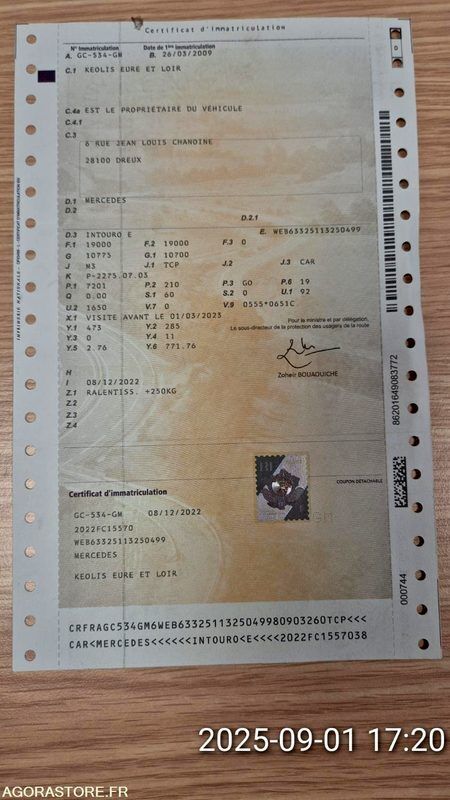 Certificat d'immatriculation
N° Immatriculation Date de 1ère immatriculation
A. GC-534-GM B. 26/03/2009
C.1 KEOLIS EURE ET LOIR
C.4a EST LE PROPRIÉTAIRE DU VÉHICULE
C.4.1
C.3
6 RUE JEAN LOUIS CHANOINE
28100 DREUX
D.1 MERCEDES
D.2 D.2.1
D.3 INTOURO E E. WEB63325113250499
F.1 19000 F.2 19000 F.3 0
G 10775 G.1 10700
J M3 J.1 TCP J.2 J.3 CAR
K P-2275.07.03
P.1 7201 P.2 210 P.3 GO P.6 19
Q 0.00 S.1 60 S.2 0 U.1 92
U.2 1650 V.7 0 V.9 0555*0651C
X.1 VISITE AVANT LE 01/03/2023
Y.1 473 Y.2 285
Y.3 0 Y.4 11
Y.5 2.76 Y.6 771.76
Pour le ministre et par délégation,
Le sous-directeur de la protection des usagers de la route
Zoheir BOUAOUICHE
H
I 08/12/2022
Z.1 RALENTISS. +250KG
Z.2
Z.3
Z.4
COUPON DÉTACHABLE
Certificat d'immatriculation
GC-534-GM 08/12/2022
2022FC15570
WEB63325113250499
MERCEDES
KEOLIS EURE ET LOIR
CRFRAGC534GM6WEB6332511325049980903260TCP<<<
CAR<MERCEDES<<<<<<INTOURO<E<<<<2022FC1557038
86201649083772
000744
2025-09-01 17:20
AGORASTORE.FR